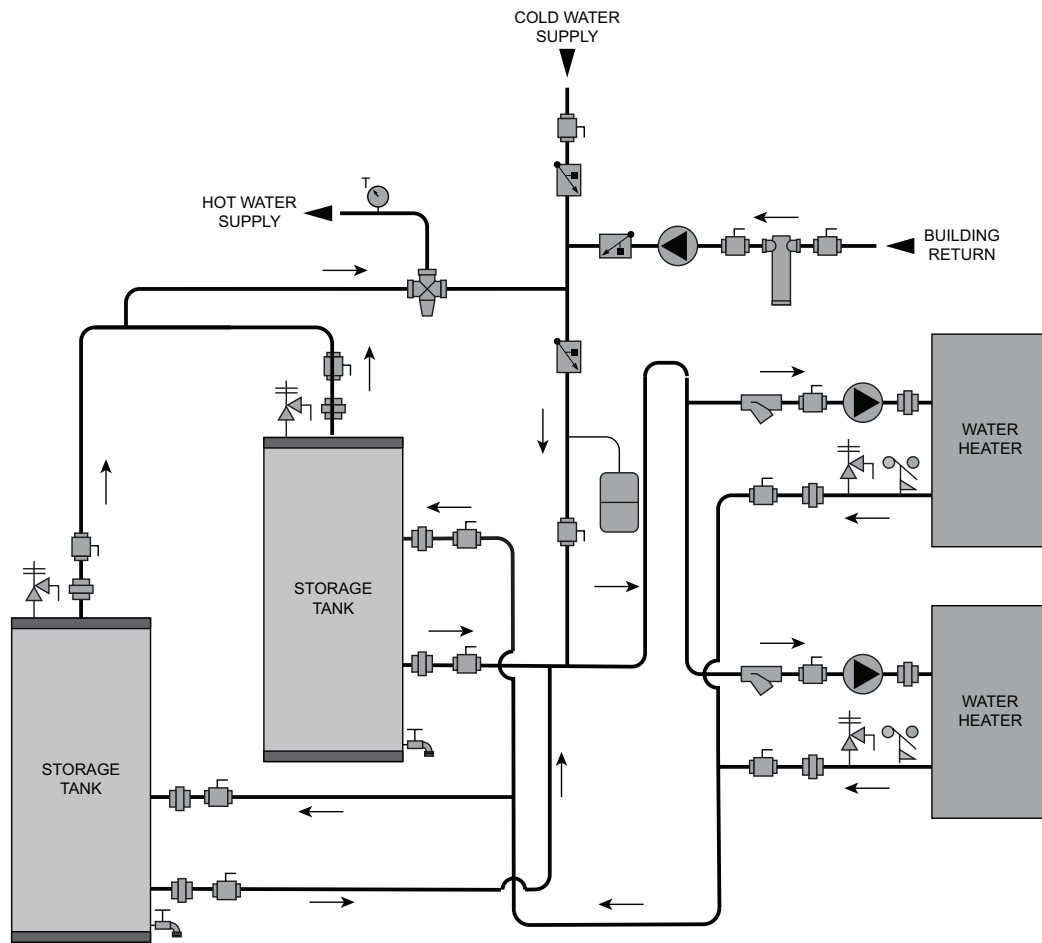 COLD WATER
SUPPLY
T
HOT WATER
SUPPLY
BUILDING
RETURN
WATER
HEATER
STORAGE
TANK
WATER
HEATER
STORAGE
TANK